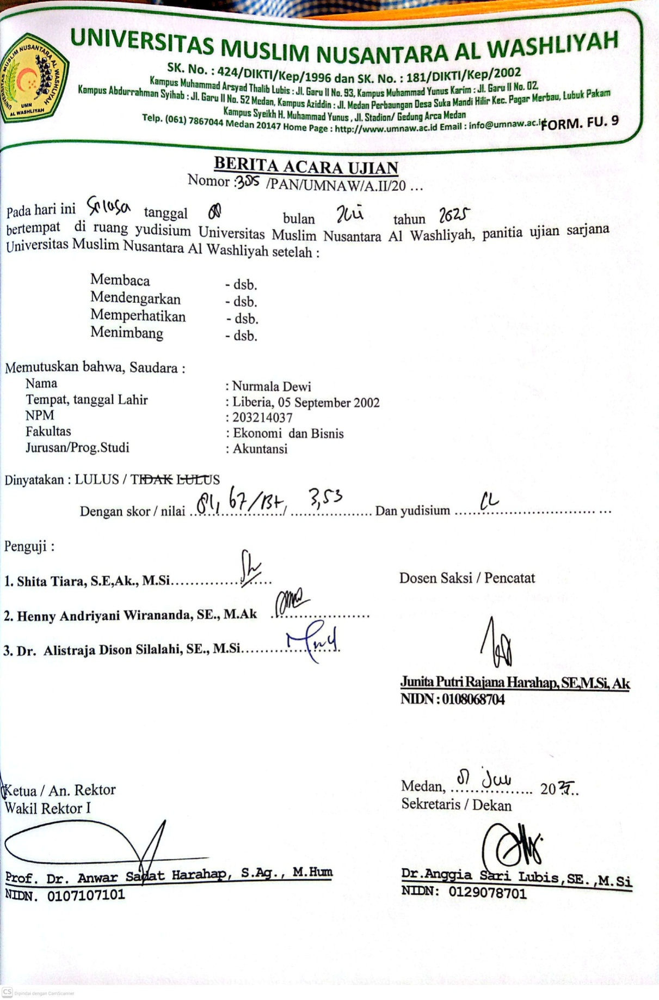 UNIVERSITAS MUSLIM NUSANTARA AL WASHLIYAH
UNIVERSITAS MUSLIM NUSANTARA AL WASHLIYAH
UMN
AL WASHLIYAH
SK. No. : 424/DIKTI/Kep/1996 dan SK. No. : 181/DIKTI/Kep/2002
Kampus Muhammad Arsyad Thalib Lubis : Jl. Garu II No. 93, Kampus Muhammad Yunus Karim : Jl. Garu II No. 02,
Kampus Abdurrahman Syihab : Jl. Garu II No. 52 Medan, Kampus Aziddin : Jl. Medan Perbaungan Desa Suka Mandi Hilir Kec. Pagar Merbau, Lubuk Pakam
Kampus Syeikh H. Muhammad Yunus , Jl. Stadion/ Gedung Arca Medan
Telp. (061) 7867044 Medan 20147 Home Page : http://www.umnaw.ac.id Email : info@umnaw.ac.id
FORM. FU. 9
BERITA ACARA UJIAN
Nomor :305 /PAN/UMNAW/A.II/20 ...
Pada hari ini Selasa tanggal bulan Juli tahun 2025
bertempat di ruang yudisium Universitas Muslim Nusantara Al Washliyah, panitia ujian sarjana
Universitas Muslim Nusantara Al Washliyah setelah :
Membaca - dsb.
Mendengarkan - dsb.
Memperhatikan - dsb.
Menimbang - dsb.
Memutuskan bahwa, Saudara :
Nama : Nurmala Dewi
Tempat, tanggal Lahir : Liberia, 05 September 2002
NPM : 203214037
Fakultas : Ekonomi dan Bisnis
Jurusan/Prog.Studi : Akuntansi
Dinyatakan : LULUS / TIDAK LULUS
Dengan skor / nilai 81,67/B+, / 3,53 Dan yudisium
Penguji :
1. Shita Tiara, S.E,Ak., M.Si
Dosen Saksi / Pencatat
2. Henny Andriyani Wirananda, SE., M.Ak
3. Dr. Alistraja Dison Silalahi, SE., M.Si
Junita Putri Rajana Harahap, SE,M.Si, Ak
NIDN : 0108068704
Medan, Juli 2025
Ketua / An. Rektor
Sekretaris / Dekan
Wakil Rektor I
Prof. Dr. Anwar Sadat Harahap, S.Ag., M.Hum
NIDN. 0107107101
Dr.Anggia Sari Lubis,SE.,M.Si
NIDN: 0129078701
CS Dipindai dengan CamScanner